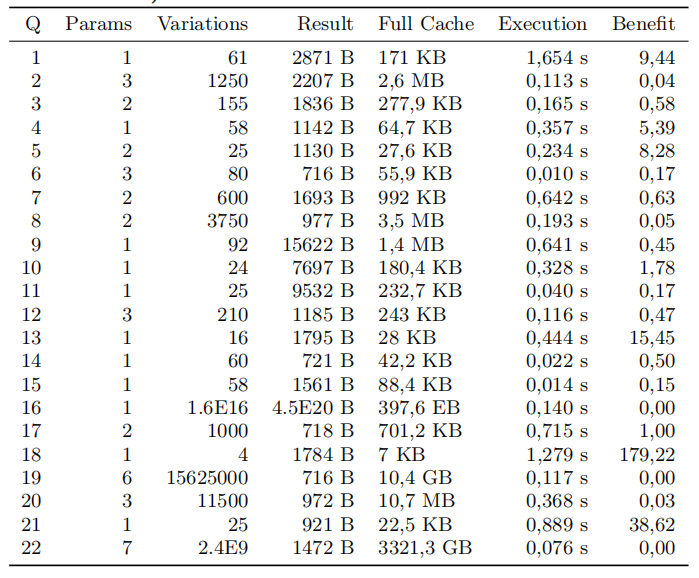 Q Params Variations Result Full Cache Execution Benefit
1 1 61 2871 B 171 KB 1,654 s 9,44
2 3 1250 2207 B 2,6 MB 0,113 s 0,04
3 2 155 1836 B 277,9 KB 0,165 s 0,58
4 1 58 1142 B 64,7 KB 0,357 s 5,39
5 2 25 1130 B 27,6 KB 0,234 s 8,28
6 3 80 716 B 55,9 KB 0,010 s 0,17
7 2 600 1693 B 992 KB 0,642 s 0,63
8 2 3750 977 B 3,5 MB 0,193 s 0,05
9 1 92 15622 B 1,4 MB 0,641 s 0,45
10 1 24 7697 B 180,4 KB 0,328 s 1,78
11 1 25 9532 B 232,7 KB 0,040 s 0,17
12 3 210 1185 B 243 KB 0,116 s 0,47
13 1 16 1795 B 28 KB 0,444 s 15,45
14 1 60 721 B 42,2 KB 0,022 s 0,50
15 1 58 1561 B 88,4 KB 0,014 s 0,15
16 1 1.6E16 4.5E20 B 397,6 EB 0,140 s 0,00
17 2 1000 718 B 701,2 KB 0,715 s 1,00
18 1 4 1784 B 7 KB 1,279 s 179,22
19 6 15625000 716 B 10,4 GB 0,117 s 0,00
20 3 11500 972 B 10,7 MB 0,368 s 0,03
21 1 25 921 B 22,5 KB 0,889 s 38,62
22 7 2.4E9 1472 B 3321,3 GB 0,076 s 0,00